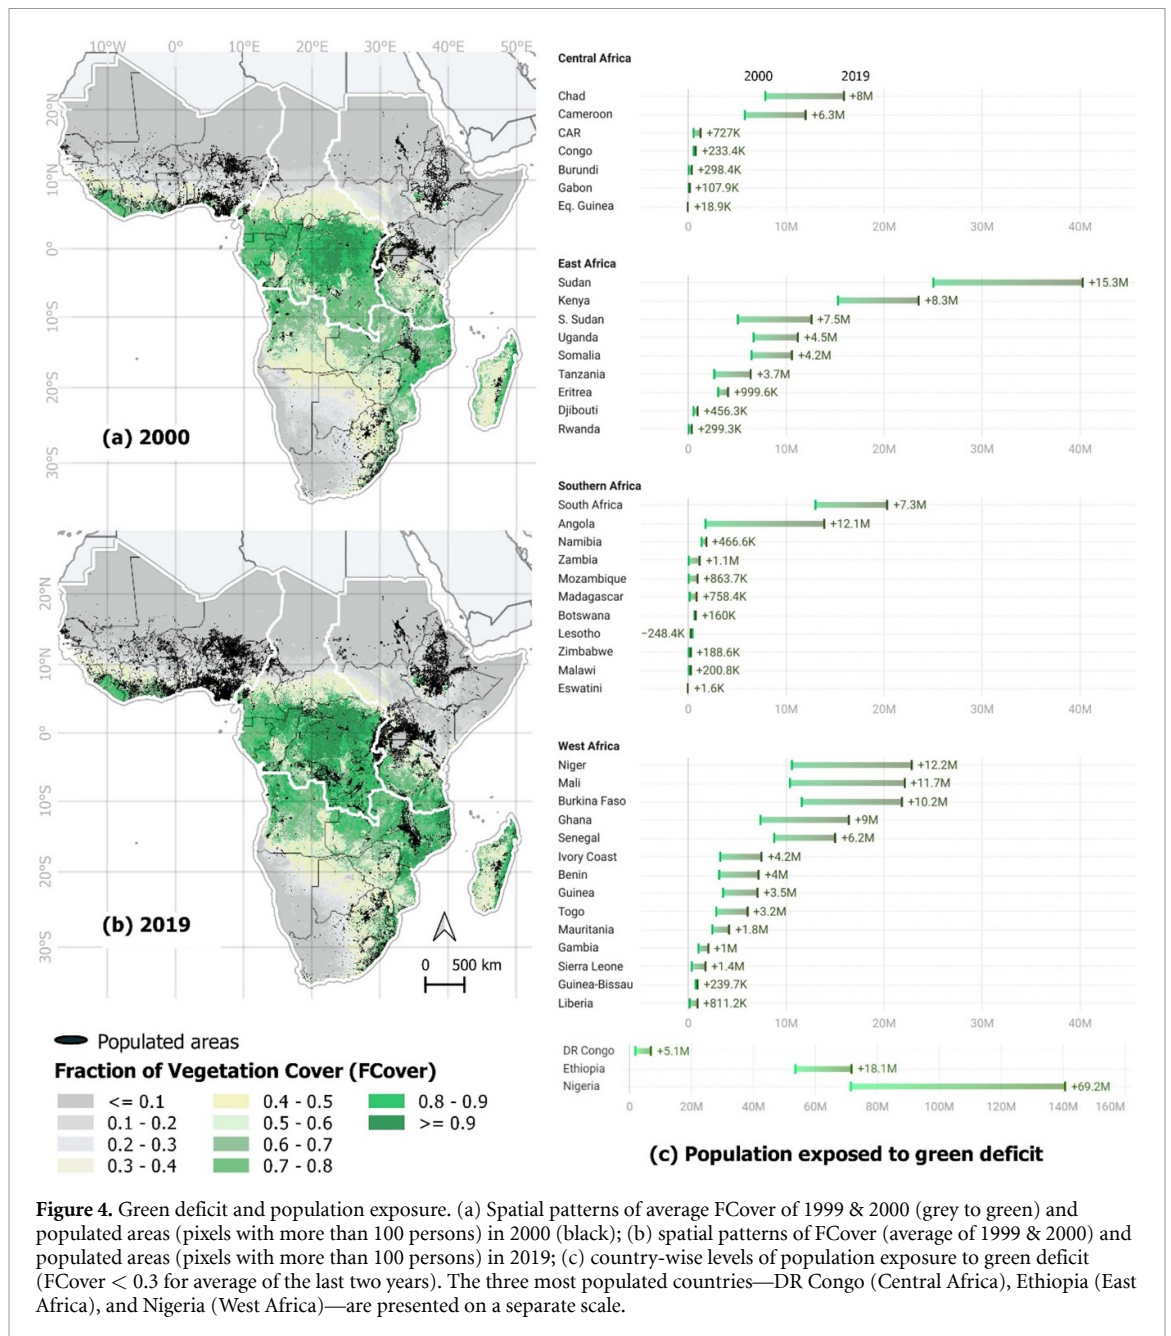 10°W 0° 10°E 20°E 30°E 40°E 50°E
20°N
10°N
0°
10°S
20°S
30°S
(a) 2000
20°N
10°N
0°
10°S
20°S
30°S
(b) 2019
0 500 km
Populated areas
Fraction of Vegetation Cover (FCover)
<= 0.1 0.4 - 0.5 0.8 - 0.9
0.1 - 0.2 0.5 - 0.6 >= 0.9
0.2 - 0.3 0.6 - 0.7
0.3 - 0.4 0.7 - 0.8
Central Africa
2000 2019
Chad +8M
Cameroon +6.3M
CAR +727K
Congo +233.4K
Burundi +298.4K
Gabon +107.9K
Eq. Guinea +18.9K
0 10M 20M 30M 40M
East Africa
Sudan +15.3M
Kenya +8.3M
S. Sudan +7.5M
Uganda +4.5M
Somalia +4.2M
Tanzania +3.7M
Eritrea +999.6K
Djibouti +456.3K
Rwanda +299.3K
0 10M 20M 30M 40M
Southern Africa
South Africa +7.3M
Angola +12.1M
Namibia +466.6K
Zambia +1.1M
Mozambique +863.7K
Madagascar +758.4K
Botswana +160K
Lesotho −248.4K
Zimbabwe +188.6K
Malawi +200.8K
Eswatini +1.6K
0 10M 20M 30M 40M
West Africa
Niger +12.2M
Mali +11.7M
Burkina Faso +10.2M
Ghana +9M
Senegal +6.2M
Ivory Coast +4.2M
Benin +4M
Guinea +3.5M
Togo +3.2M
Mauritania +1.8M
Gambia +1M
Sierra Leone +1.4M
Guinea-Bissau +239.7K
Liberia +811.2K
0 10M 20M 30M 40M
DR Congo +5.1M
Ethiopia +18.1M
Nigeria +69.2M
0 20M 40M 60M 80M 100M 120M 140M 160M
(c) Population exposed to green deficit
Figure 4. Green deficit and population exposure. (a) Spatial patterns of average FCover of 1999 & 2000 (grey to green) and
populated areas (pixels with more than 100 persons) in 2000 (black); (b) spatial patterns of FCover (average of 1999 & 2000) and
populated areas (pixels with more than 100 persons) in 2019; (c) country-wise levels of population exposure to green deficit
(FCover < 0.3 for average of the last two years). The three most populated countries—DR Congo (Central Africa), Ethiopia (East
Africa), and Nigeria (West Africa)—are presented on a separate scale.